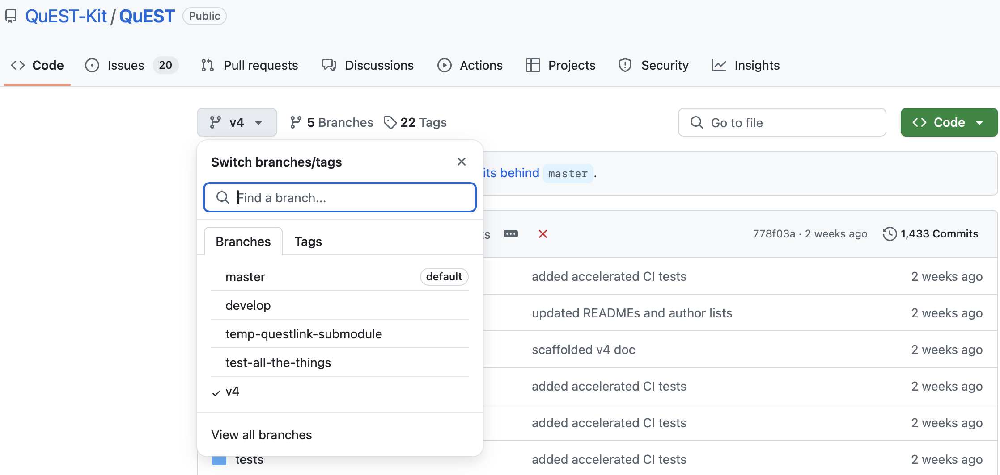 QuEST-Kit / QuEST Public
Code Issues 20 Pull requests Discussions Actions Projects Security Insights
v4 5 Branches 22 Tags Go to file Code
Switch branches/tags
its behind master.
Find a branch...
Branches Tags
778f03a · 2 weeks ago 1,433 Commits
master default
added accelerated CI tests 2 weeks ago
develop
updated READMEs and author lists 2 weeks ago
temp-questlink-submodule
scaffolded v4 doc 2 weeks ago
test-all-the-things
v4
added accelerated CI tests 2 weeks ago
added accelerated CI tests 2 weeks ago
View all branches
tests added accelerated CI tests 2 weeks ago